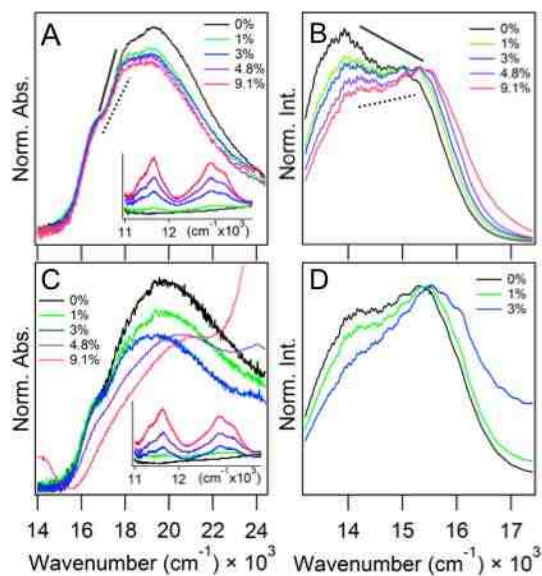 A
Norm. Abs.
0%
1%
3%
4.8%
9.1%
11 12 (cm⁻¹×10³)
B
Norm. Int.
0%
1%
3%
4.8%
9.1%
C
Norm. Abs.
0%
1%
3%
4.8%
9.1%
11 12 (cm⁻¹×10³)
14 16 18 20 22 24
Wavenumber (cm⁻¹) × 10³
D
Norm. Int.
0%
1%
3%
14 15 16 17
Wavenumber (cm⁻¹) × 10³